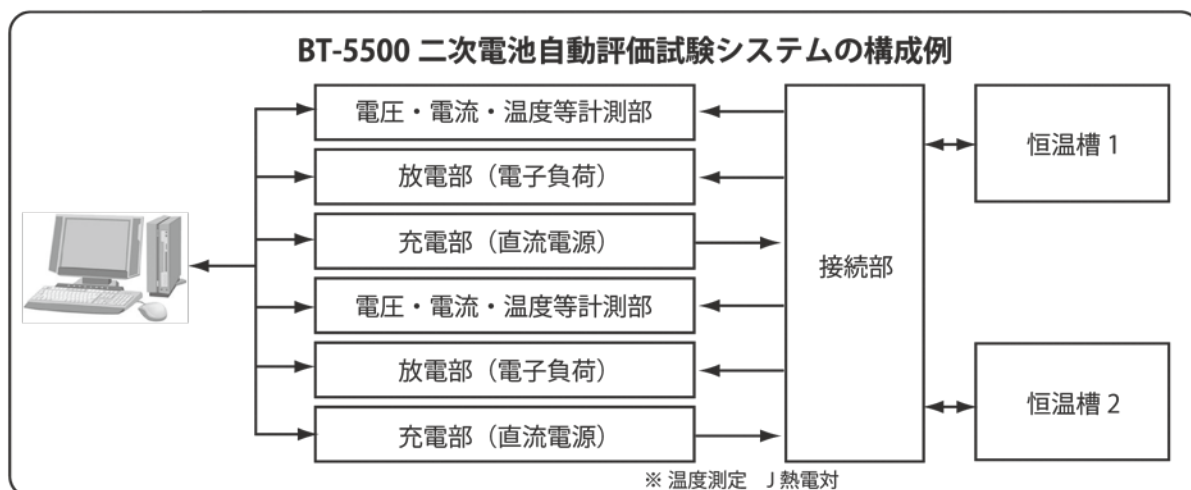 BT-5500 二次電池自動評価試験システムの構成例
電圧・電流・温度等計測部
放電部（電子負荷）
充電部（直流電源）
電圧・電流・温度等計測部
放電部（電子負荷）
充電部（直流電源）
接続部
恒温槽 1
恒温槽 2
※ 温度測定　J 熱電対